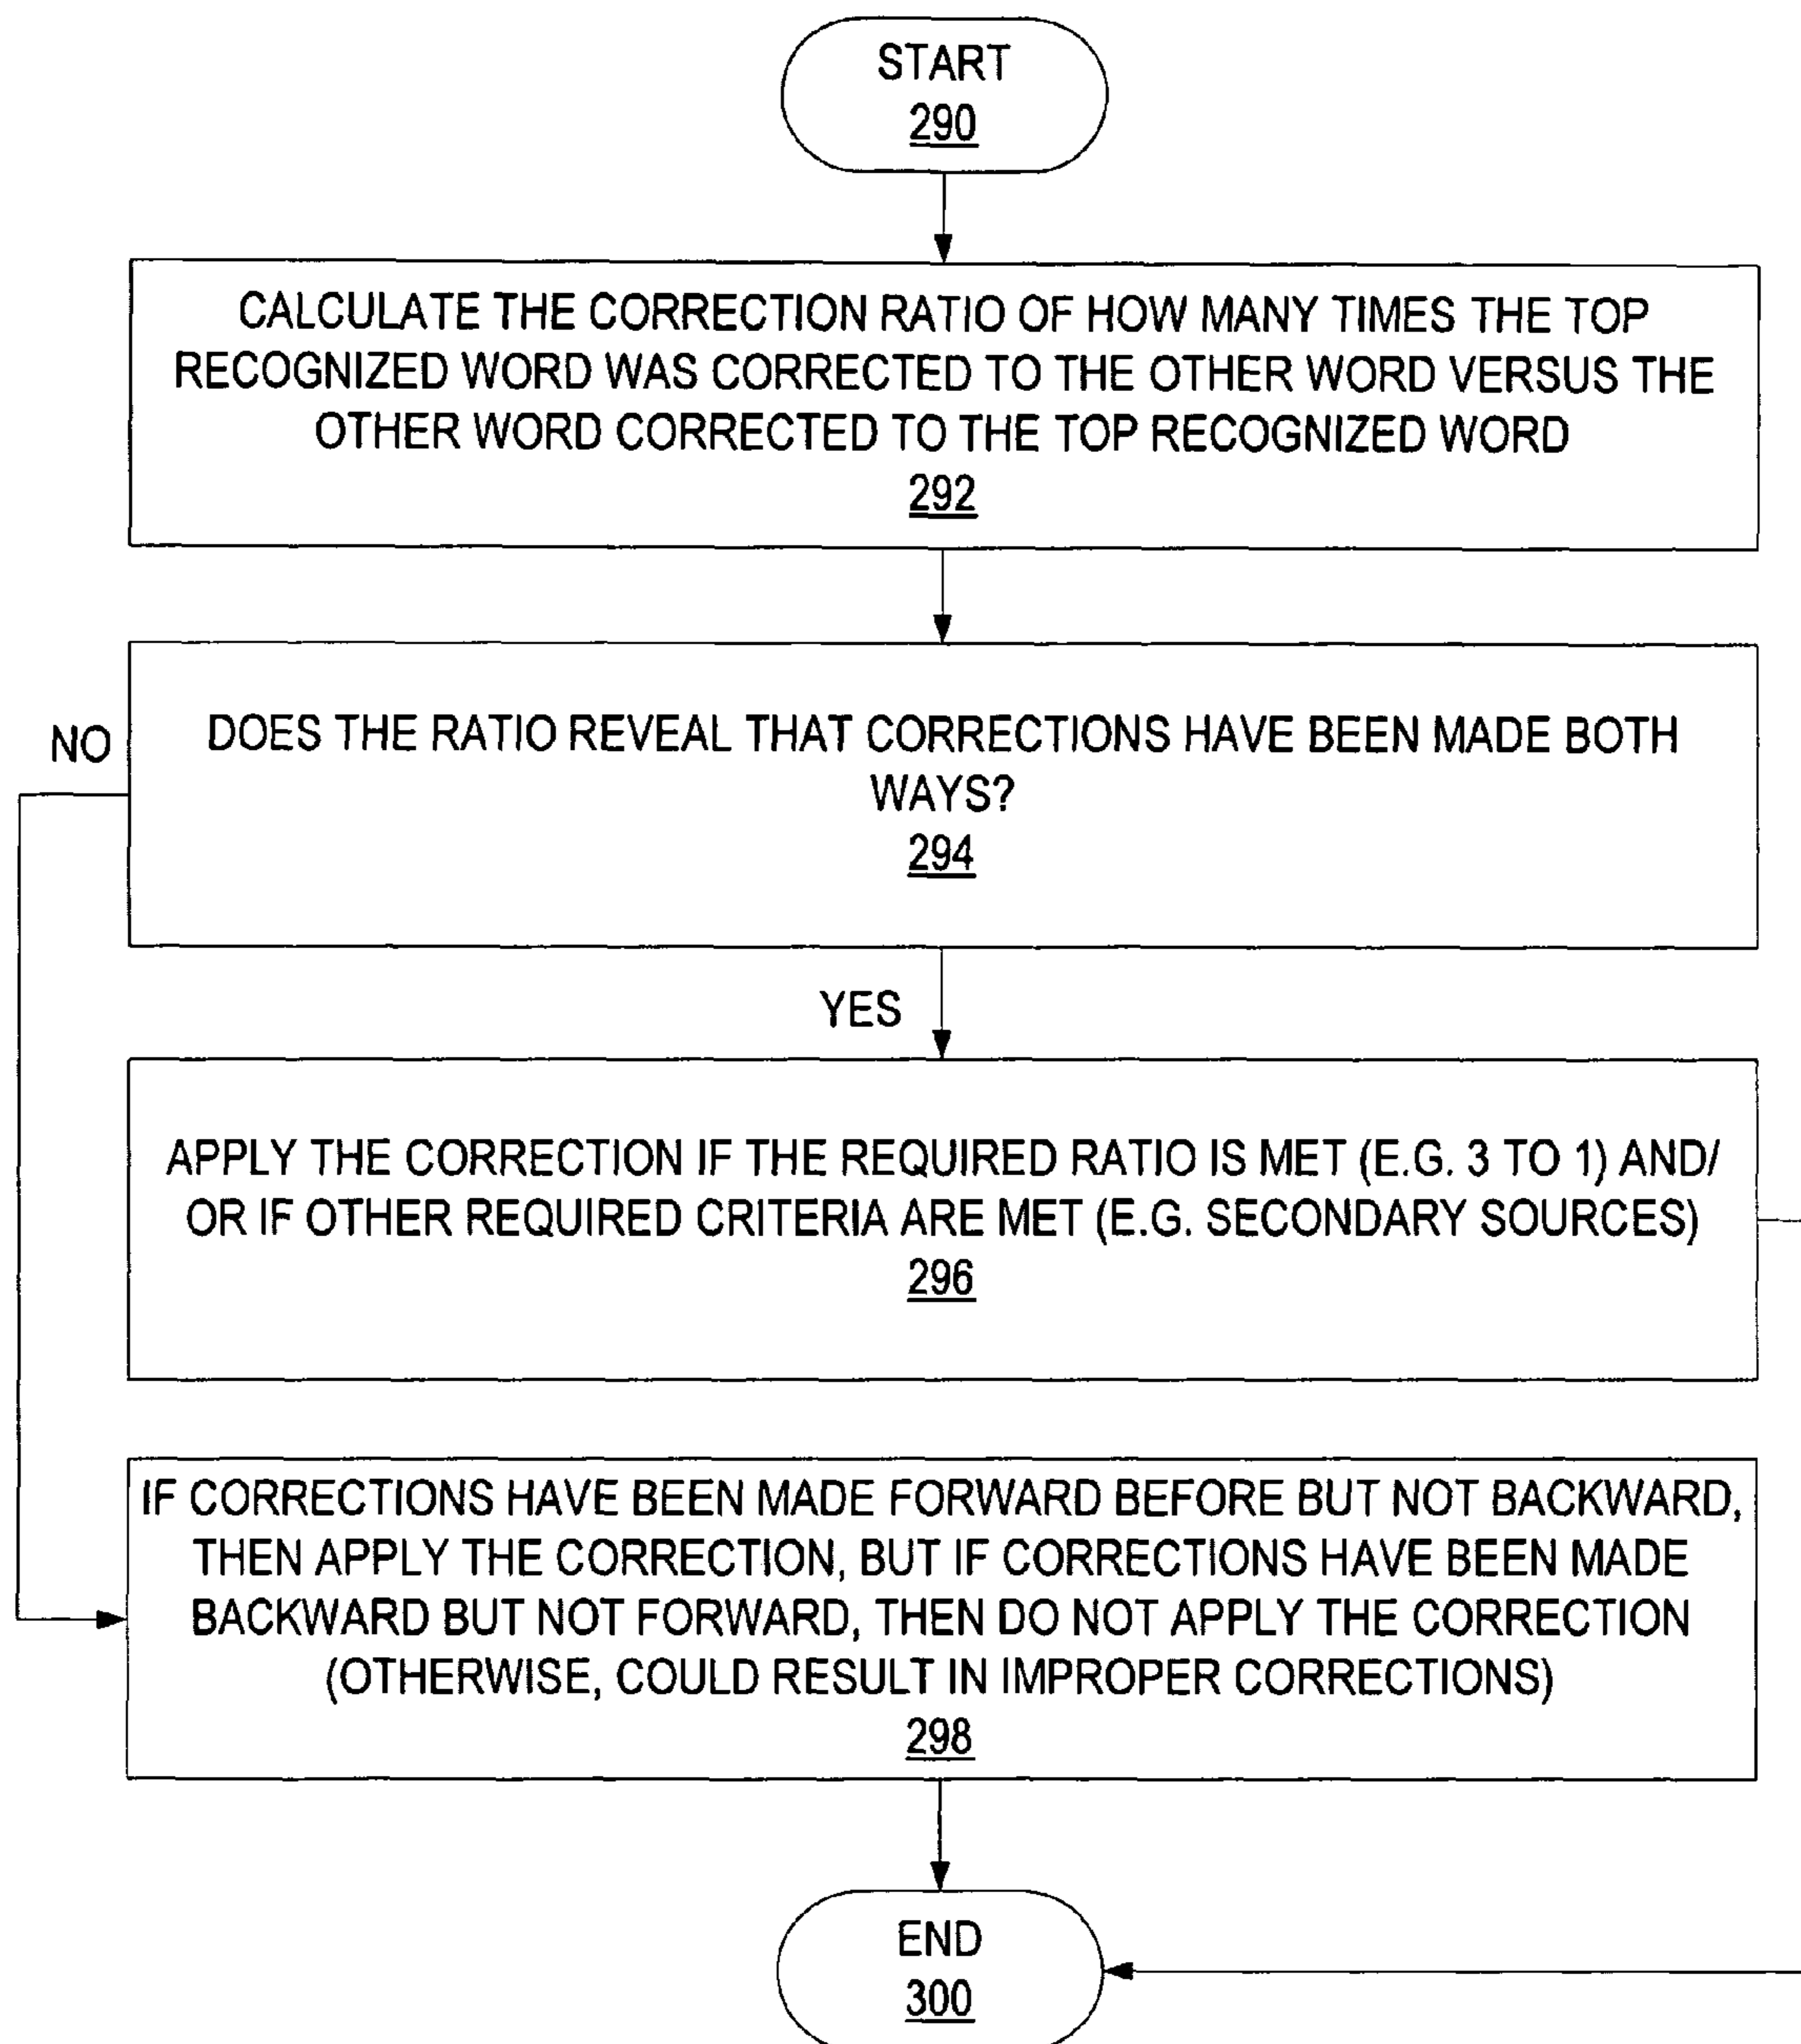 START
290
CALCULATE THE CORRECTION RATIO OF HOW MANY TIMES THE TOP
RECOGNIZED WORD WAS CORRECTED TO THE OTHER WORD VERSUS THE
OTHER WORD CORRECTED TO THE TOP RECOGNIZED WORD
292
NO
DOES THE RATIO REVEAL THAT CORRECTIONS HAVE BEEN MADE BOTH
WAYS?
294
YES
APPLY THE CORRECTION IF THE REQUIRED RATIO IS MET (E.G. 3 TO 1) AND/
OR IF OTHER REQUIRED CRITERIA ARE MET (E.G. SECONDARY SOURCES)
296
IF CORRECTIONS HAVE BEEN MADE FORWARD BEFORE BUT NOT BACKWARD,
THEN APPLY THE CORRECTION, BUT IF CORRECTIONS HAVE BEEN MADE
BACKWARD BUT NOT FORWARD, THEN DO NOT APPLY THE CORRECTION
(OTHERWISE, COULD RESULT IN IMPROPER CORRECTIONS)
298
END
300